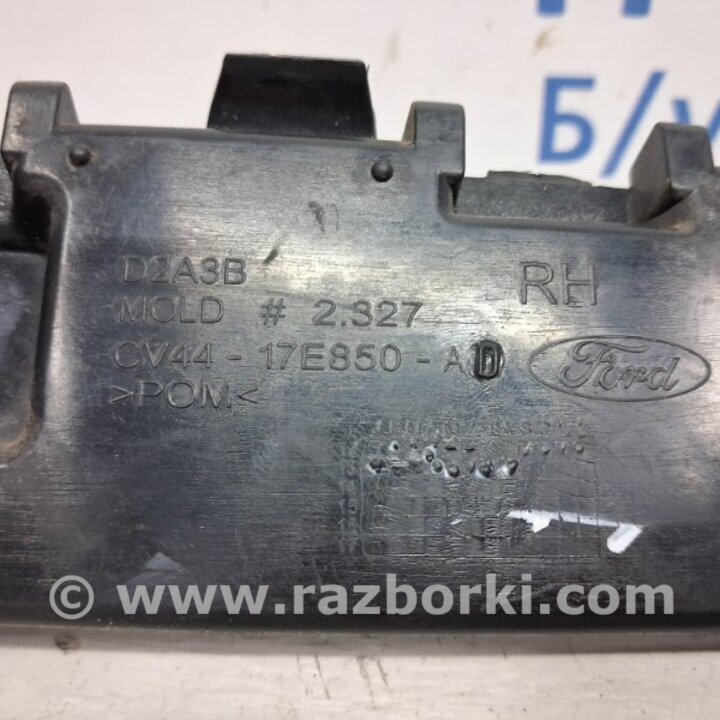 Б/у
D2A3B
RH
MOLD # 2.327
CV44-17E850-AD
Ford
>POM<
© www.razborki.com